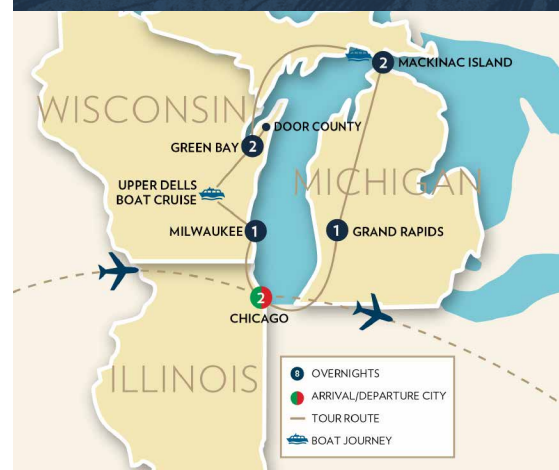 2
MACKINAC ISLAND
WISCONSIN
DOOR COUNTY
GREEN BAY
2
MICHIGAN
UPPER DELLS
BOAT CRUISE
MILWAUKEE
1
1
GRAND RAPIDS
2
CHICAGO
ILLINOIS
8 OVERNIGHTS
ARRIVAL/DEPARTURE CITY
TOUR ROUTE
BOAT JOURNEY